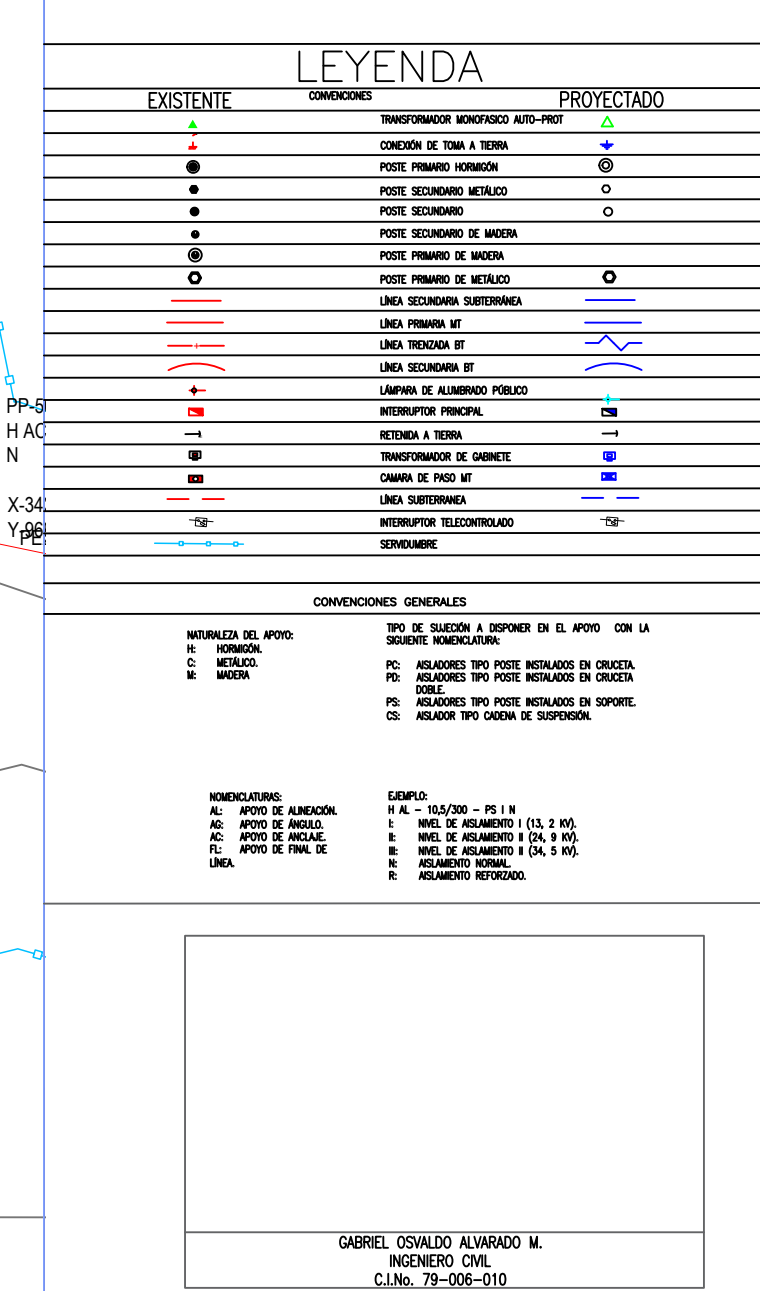 LEYENDA
EXISTENTE CONVENCIONES PROYECTADO
TRANSFORMADOR MONOFASICO AUTO-PROT
CONEXIÓN DE TOMA A TIERRA
POSTE PRIMARIO HORMIGÓN
POSTE SECUNDARIO METÁLICO
POSTE SECUNDARIO
POSTE SECUNDARIO DE MADERA
POSTE PRIMARIO DE MADERA
POSTE PRIMARIO DE METÁLICO
LÍNEA SECUNDARIA SUBTERRÁNEA
LÍNEA PRIMARIA MT
LÍNEA TRENZADA BT
LÍNEA SECUNDARIA BT
LÁMPARA DE ALUMBRADO PÚBLICO
INTERRUPTOR PRINCIPAL
RETENIDA A TIERRA
TRANSFORMADOR DE GABINETE
CAMARA DE PASO MT
LÍNEA SUBTERRANEA
INTERRUPTOR TELECONTROLADO
SERVIDUMBRE
PP-5
H AC
N
X-34
Y-96
PE
CONVENCIONES GENERALES
NATURALEZA DEL APOYO:
H: HORMIGÓN.
C: METÁLICO.
M: MADERA
TIPO DE SUJECIÓN A DISPONER EN EL APOYO CON LA
SIGUIENTE NOMENCLATURA:
PC: AISLADORES TIPO POSTE INSTALADOS EN CRUCETA.
PD: AISLADORES TIPO POSTE INSTALADOS EN CRUCETA
DOBLE.
PS: AISLADORES TIPO POSTE INSTALADOS EN SOPORTE.
CS: AISLADOR TIPO CADENA DE SUSPENSIÓN.
NOMENCLATURAS:
AL: APOYO DE ALINEACIÓN.
AG: APOYO DE ÁNGULO.
AC: APOYO DE ANCLAJE.
FL: APOYO DE FINAL DE
LÍNEA.
EJEMPLO:
H AL - 10,5/300 - PS I N
I: NIVEL DE AISLAMIENTO I (13, 2 KV).
II: NIVEL DE AISLAMIENTO II (24, 9 KV).
III: NIVEL DE AISLAMIENTO II (34, 5 KV).
N: AISLAMIENTO NORMAL.
R: AISLAMIENTO REFORZADO.
GABRIEL OSVALDO ALVARADO M.
INGENIERO CIVIL
C.I.No. 79-006-010